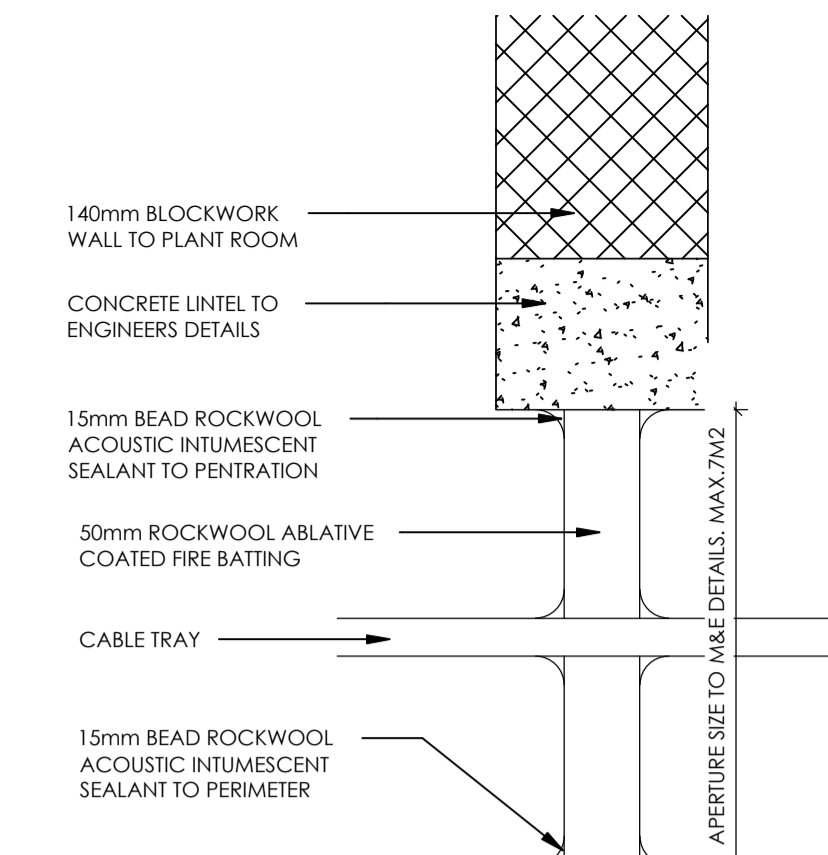 140mm BLOCKWORK
WALL TO PLANT ROOM
CONCRETE LINTEL TO
ENGINEERS DETAILS
15mm BEAD ROCKWOOL
ACOUSTIC INTUMESCENT
SEALANT TO PENTRATION
50mm ROCKWOOL ABLATIVE
COATED FIRE BATTING
CABLE TRAY
15mm BEAD ROCKWOOL
ACOUSTIC INTUMESCENT
SEALANT TO PERIMETER
APERTURE SIZE TO M&E DETAILS. MAX.7M2